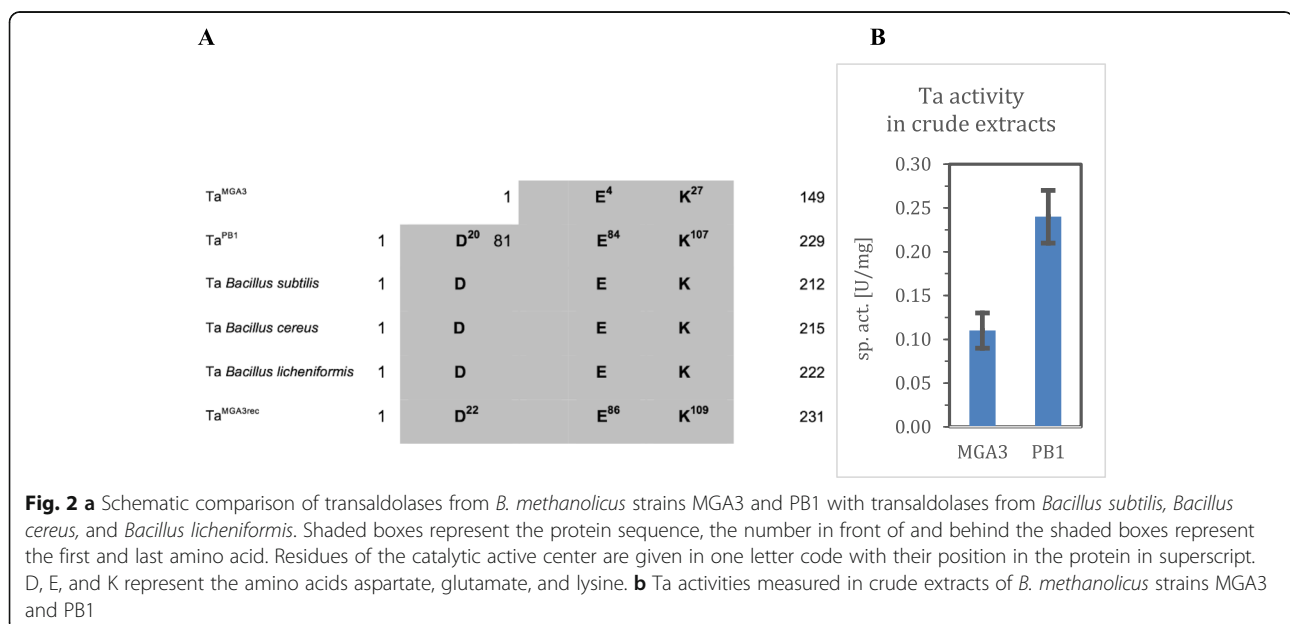 A
B
Ta^MGA3 1 E^4 K^27 149
Ta^PB1 1 D^20 81 E^84 K^107 229
Ta Bacillus subtilis 1 D E K 212
Ta Bacillus cereus 1 D E K 215
Ta Bacillus licheniformis 1 D E K 222
Ta^MGA3rec 1 D^22 E^86 K^109 231
Ta activity
in crude extracts
sp. act. [U/mg]
0.30
0.25
0.20
0.15
0.10
0.05
0.00
MGA3 PB1
Fig. 2 a Schematic comparison of transaldolases from B. methanolicus strains MGA3 and PB1 with transaldolases from Bacillus subtilis, Bacillus
cereus, and Bacillus licheniformis. Shaded boxes represent the protein sequence, the number in front of and behind the shaded boxes represent
the first and last amino acid. Residues of the catalytic active center are given in one letter code with their position in the protein in superscript.
D, E, and K represent the amino acids aspartate, glutamate, and lysine. b Ta activities measured in crude extracts of B. methanolicus strains MGA3
and PB1